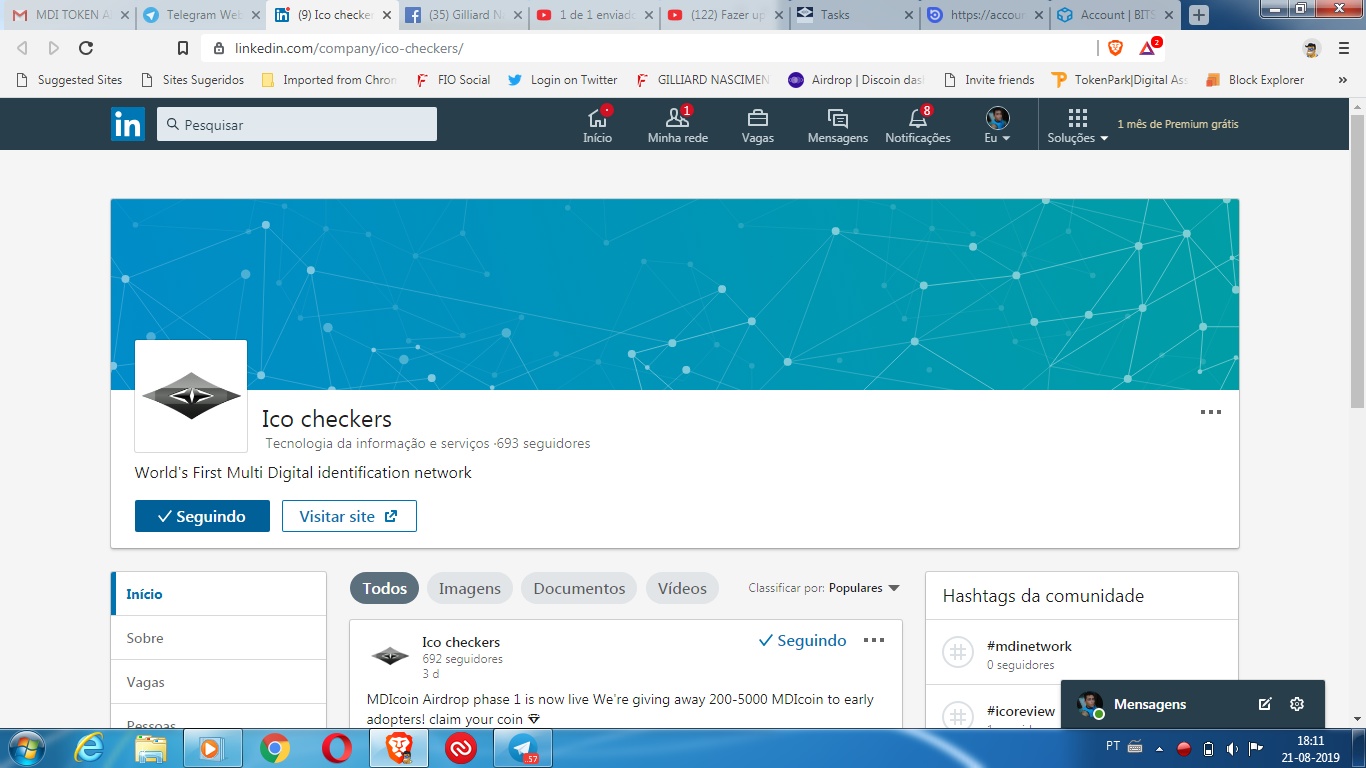 MDI TOKEN A
Telegram Web
(9) Ico checker
(35) Gilliard N
1 de 1 enviado
(122) Fazer up
Tasks
https://accour
Account | BITS
linkedin.com/company/ico-checkers/
2
Suggested Sites
Sites Sugeridos
Imported from Chrom
FIO Social
Login on Twitter
GILLIARD NASCIMEN
Airdrop | Discoin das
Invite friends
TokenPark|Digital Ass
Block Explorer
»
in
Pesquisar
Início
1
Minha rede
Vagas
Mensagens
8
Notificações
Eu
Soluções
1 mês de Premium grátis
Ico checkers
Tecnologia da informação e serviços ·693 seguidores
World's First Multi Digital identification network
Seguindo
Visitar site
Início
Sobre
Vagas
Pessoas
Todos
Imagens
Documentos
Vídeos
Classificar por: Populares
Ico checkers
692 seguidores
3 d
Seguindo
MDIcoin Airdrop phase 1 is now live We're giving away 200-5000 MDIcoin to early
adopters! claim your coin
Hashtags da comunidade
#mdinetwork
0 seguidores
#icoreview
Mensagens
.57
PT
18:11
21-08-2019